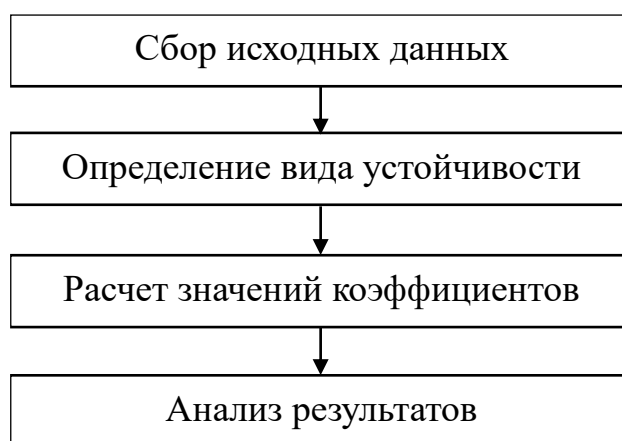 Сбор исходных данных
Определение вида устойчивости
Расчет значений коэффициентов
Анализ результатов